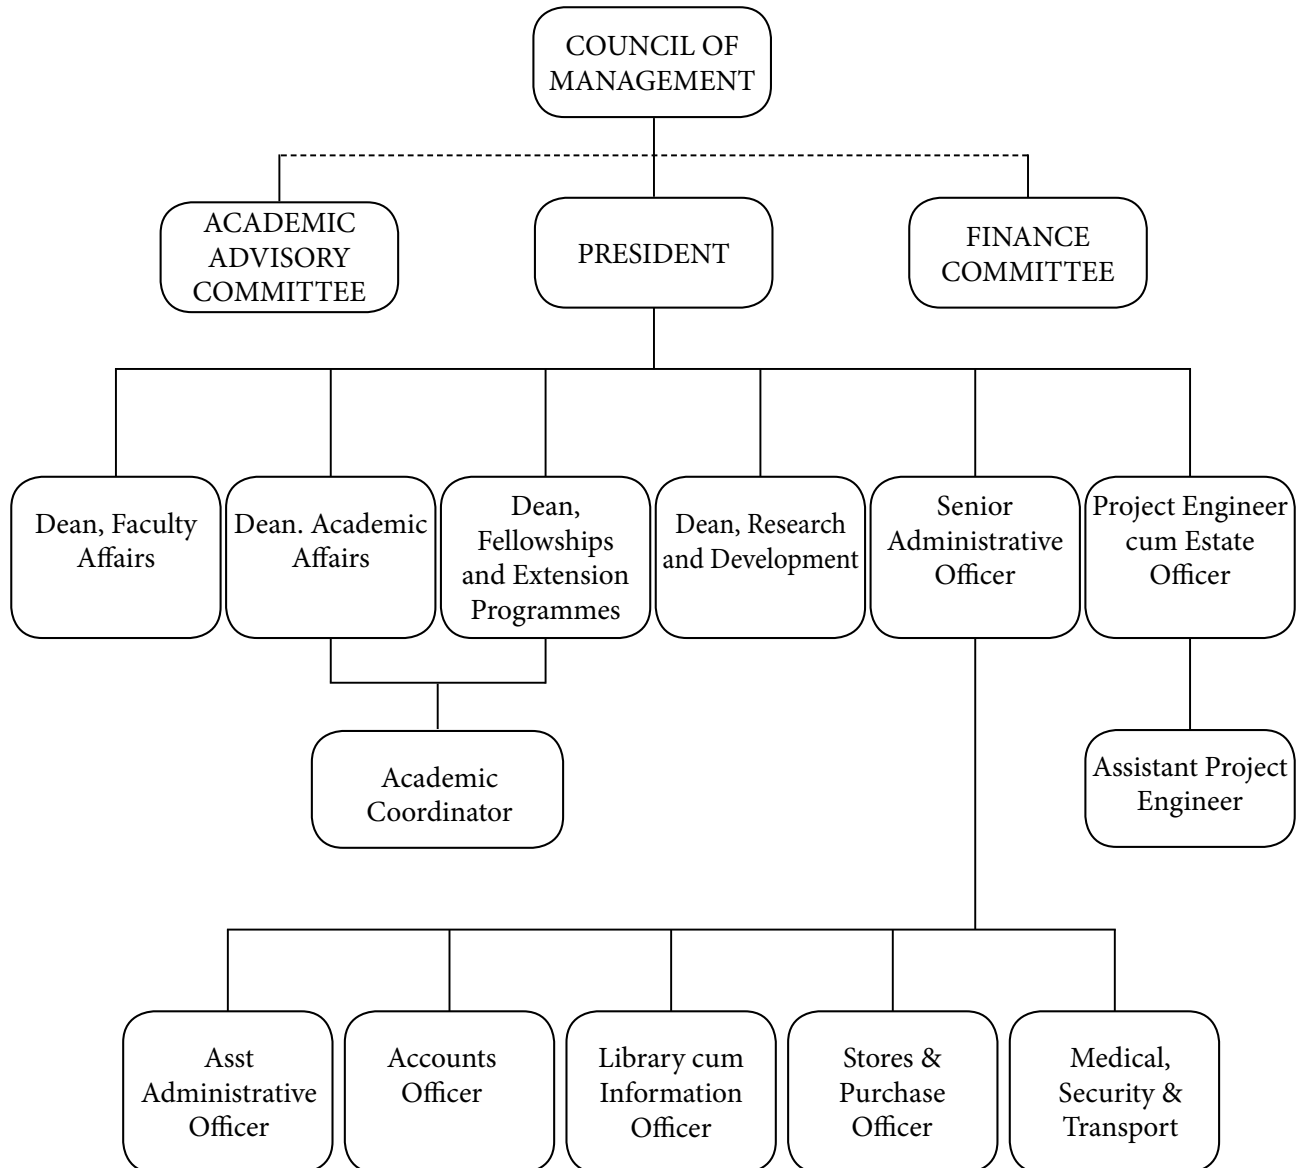 COUNCIL OF
MANAGEMENT
ACADEMIC
ADVISORY
COMMITTEE
PRESIDENT
FINANCE
COMMITTEE
Dean, Faculty
Affairs
Dean. Academic
Affairs
Dean,
Fellowships
and Extension
Programmes
Dean, Research
and Development
Senior
Administrative
Officer
Project Engineer
cum Estate
Officer
Academic
Coordinator
Assistant Project
Engineer
Asst
Administrative
Officer
Accounts
Officer
Library cum
Information
Officer
Stores &
Purchase
Officer
Medical,
Security &
Transport